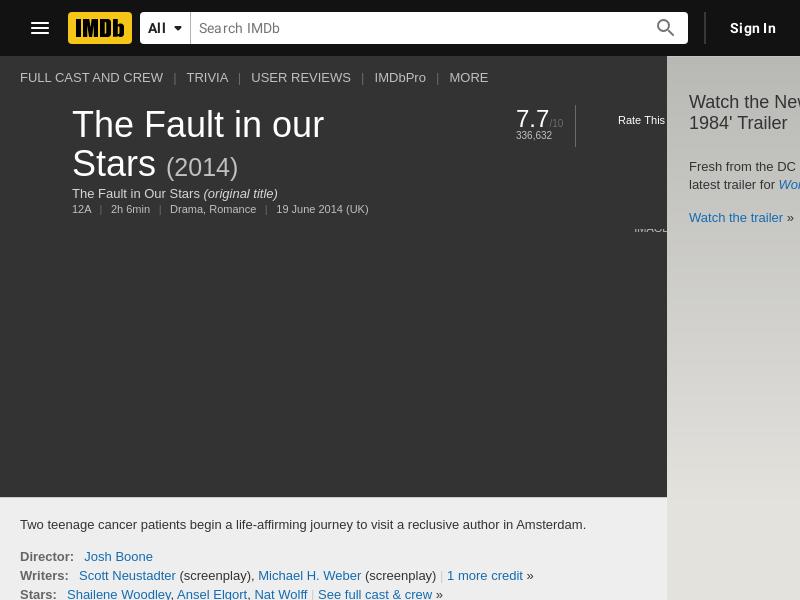 IMDb All Search IMDb Sign In
FULL CAST AND CREW | TRIVIA | USER REVIEWS | IMDbPro | MORE
The Fault in our
Stars (2014)
The Fault in Our Stars (original title)
12A | 2h 6min | Drama, Romance | 19 June 2014 (UK)
7.7/10
336,632
Rate This
Watch the New
1984' Trailer
Fresh from the DC
latest trailer for
Watch the trailer »
Two teenage cancer patients begin a life-affirming journey to visit a reclusive author in Amsterdam.
Director: Josh Boone
Writers: Scott Neustadter (screenplay), Michael H. Weber (screenplay) | 1 more credit »
Stars: Shailene Woodley, Ansel Elgort, Nat Wolff | See full cast & crew »